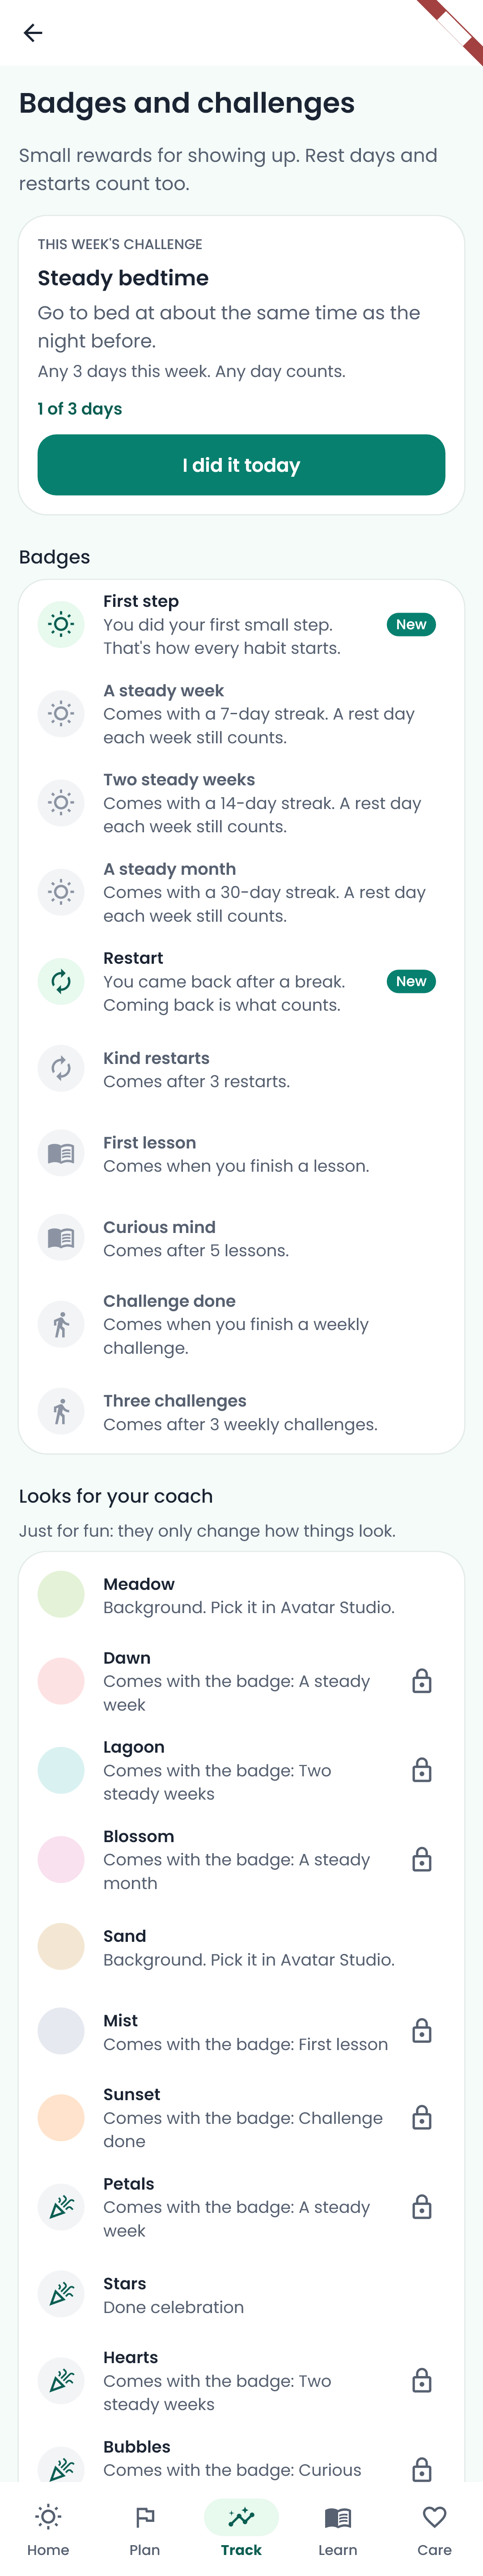 Badges and challenges
Small rewards for showing up. Rest days and
restarts count too.
THIS WEEK'S CHALLENGE
Steady bedtime
Go to bed at about the same time as the
night before.
Any 3 days this week. Any day counts.
1 of 3 days
I did it today
Badges
First step
You did your first small step.
That's how every habit starts.
New
A steady week
Comes with a 7-day streak. A rest day
each week still counts.
Two steady weeks
Comes with a 14-day streak. A rest day
each week still counts.
A steady month
Comes with a 30-day streak. A rest day
each week still counts.
Restart
You came back after a break.
Coming back is what counts.
New
Kind restarts
Comes after 3 restarts.
First lesson
Comes when you finish a lesson.
Curious mind
Comes after 5 lessons.
Challenge done
Comes when you finish a weekly
challenge.
Three challenges
Comes after 3 weekly challenges.
Looks for your coach
Just for fun: they only change how things look.
Meadow
Background. Pick it in Avatar Studio.
Dawn
Comes with the badge: A steady
week
Lagoon
Comes with the badge: Two
steady weeks
Blossom
Comes with the badge: A steady
month
Sand
Background. Pick it in Avatar Studio.
Mist
Comes with the badge: First lesson
Sunset
Comes with the badge: Challenge
done
Petals
Comes with the badge: A steady
week
Stars
Done celebration
Hearts
Comes with the badge: Two
steady weeks
Bubbles
Comes with the badge: Curious
Home
Plan
Track
Learn
Care